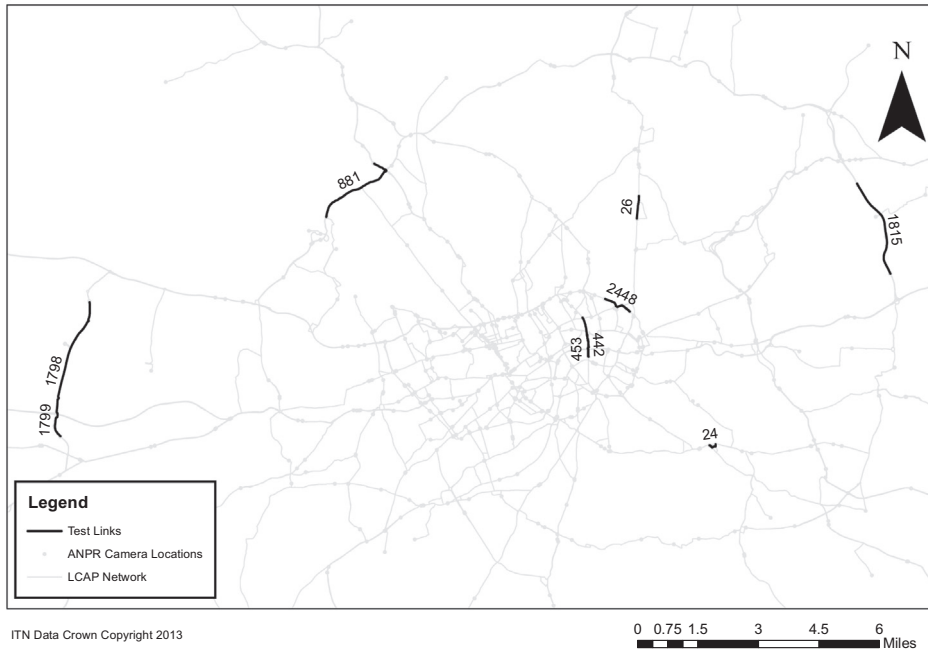 N
881
26
1815
2448
453
442
1798
1799
24
Legend
Test Links
ANPR Camera Locations
LCAP Network
ITN Data Crown Copyright 2013
0 0.75 1.5 3 4.5 6
Miles